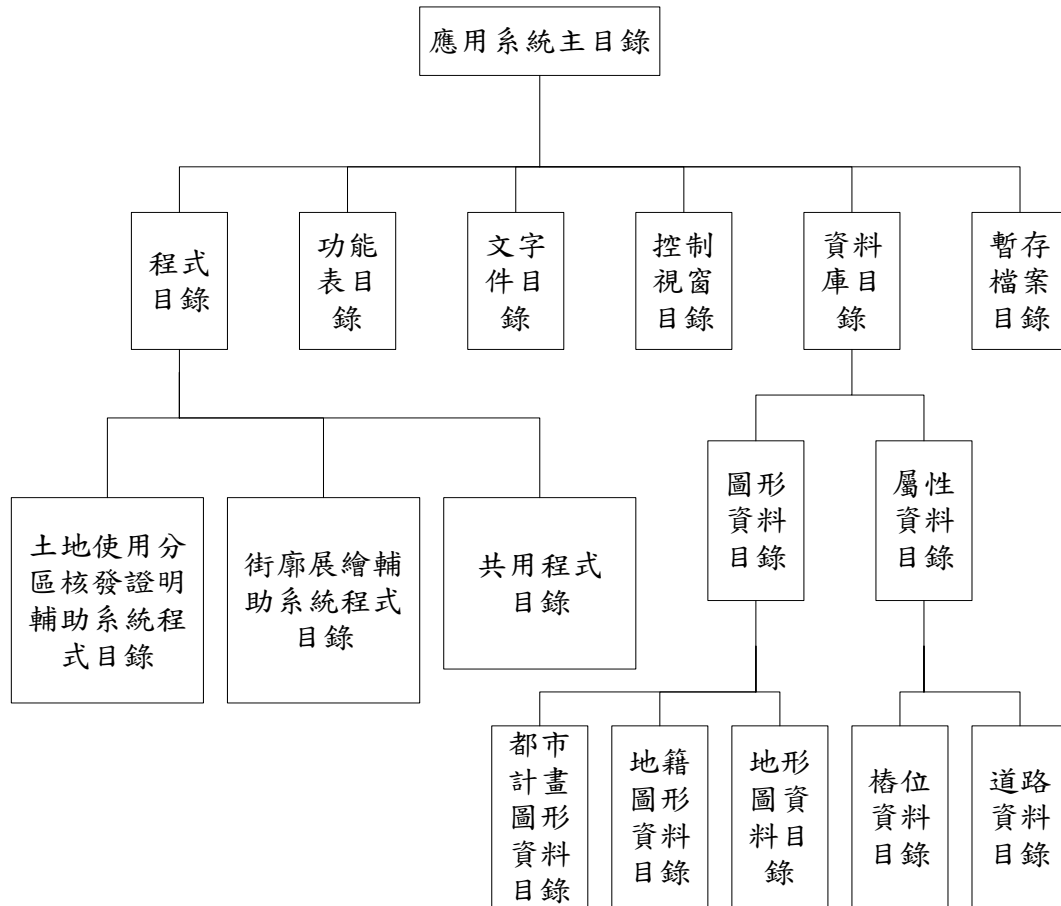 應用系統主目錄
程式
目錄
功能
表目
錄
文字
件目
錄
控制
視窗
目錄
資料
庫目
錄
暫存
檔案
目錄
圖形
資料
目錄
屬性
資料
目錄
土地使用分
區核發證明
輔助系統程
式目錄
街廓展繪輔
助系統程式
目錄
共用程式
目錄
都市
計畫
圖形
資料
目錄
地籍
圖形
資料
目錄
地形
圖資
料目
錄
樁位
資料
目錄
道路
資料
目錄